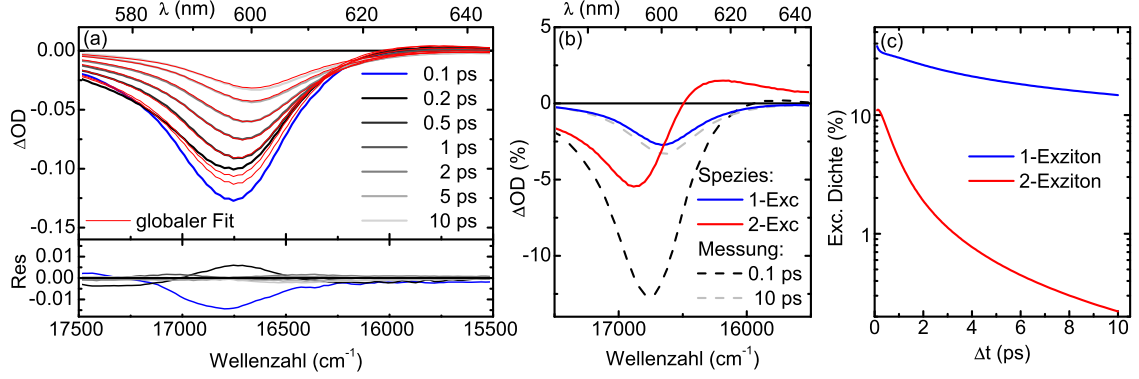 λ (nm)
580 600 620 640
(a)
0.00
-0.05
-0.10
-0.15
ΔOD
0.1 ps
0.2 ps
0.5 ps
1 ps
2 ps
5 ps
10 ps
globaler Fit
0.01
0.00
-0.01
Res
17500 17000 16500 16000 15500
Wellenzahl (cm⁻¹)
λ (nm)
580 600 620 640
(b)
5
0
-5
-10
ΔOD (%)
Spezies:
1-Exc
2-Exc
Messung:
0.1 ps
10 ps
17000 16000
Wellenzahl (cm⁻¹)
(c)
10
1
Exc. Dichte (%)
1-Exziton
2-Exziton
0 2 4 6 8 10
Δt (ps)